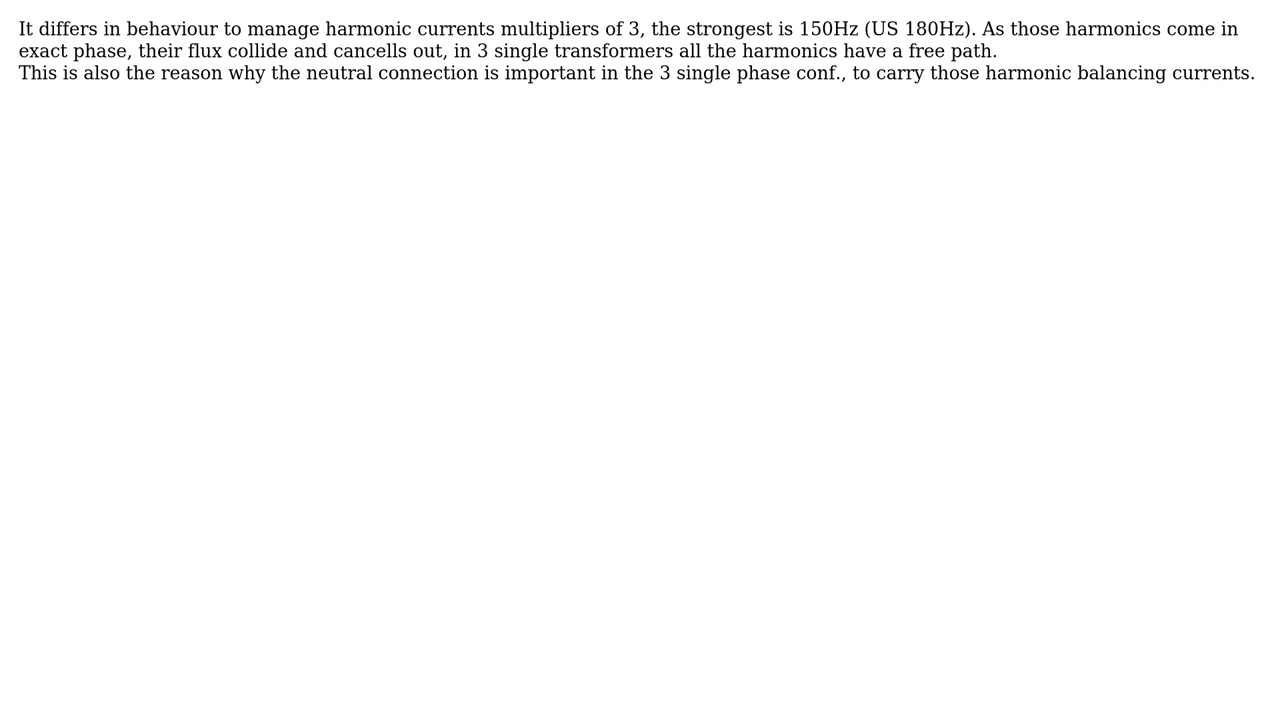 It differs in behaviour to manage harmonic currents multipliers of 3, the strongest is 150Hz (US 180Hz). As those harmonics come in
exact phase, their flux collide and cancells out, in 3 single transformers all the harmonics have a free path.
This is also the reason why the neutral connection is important in the 3 single phase conf., to carry those harmonic balancing currents.